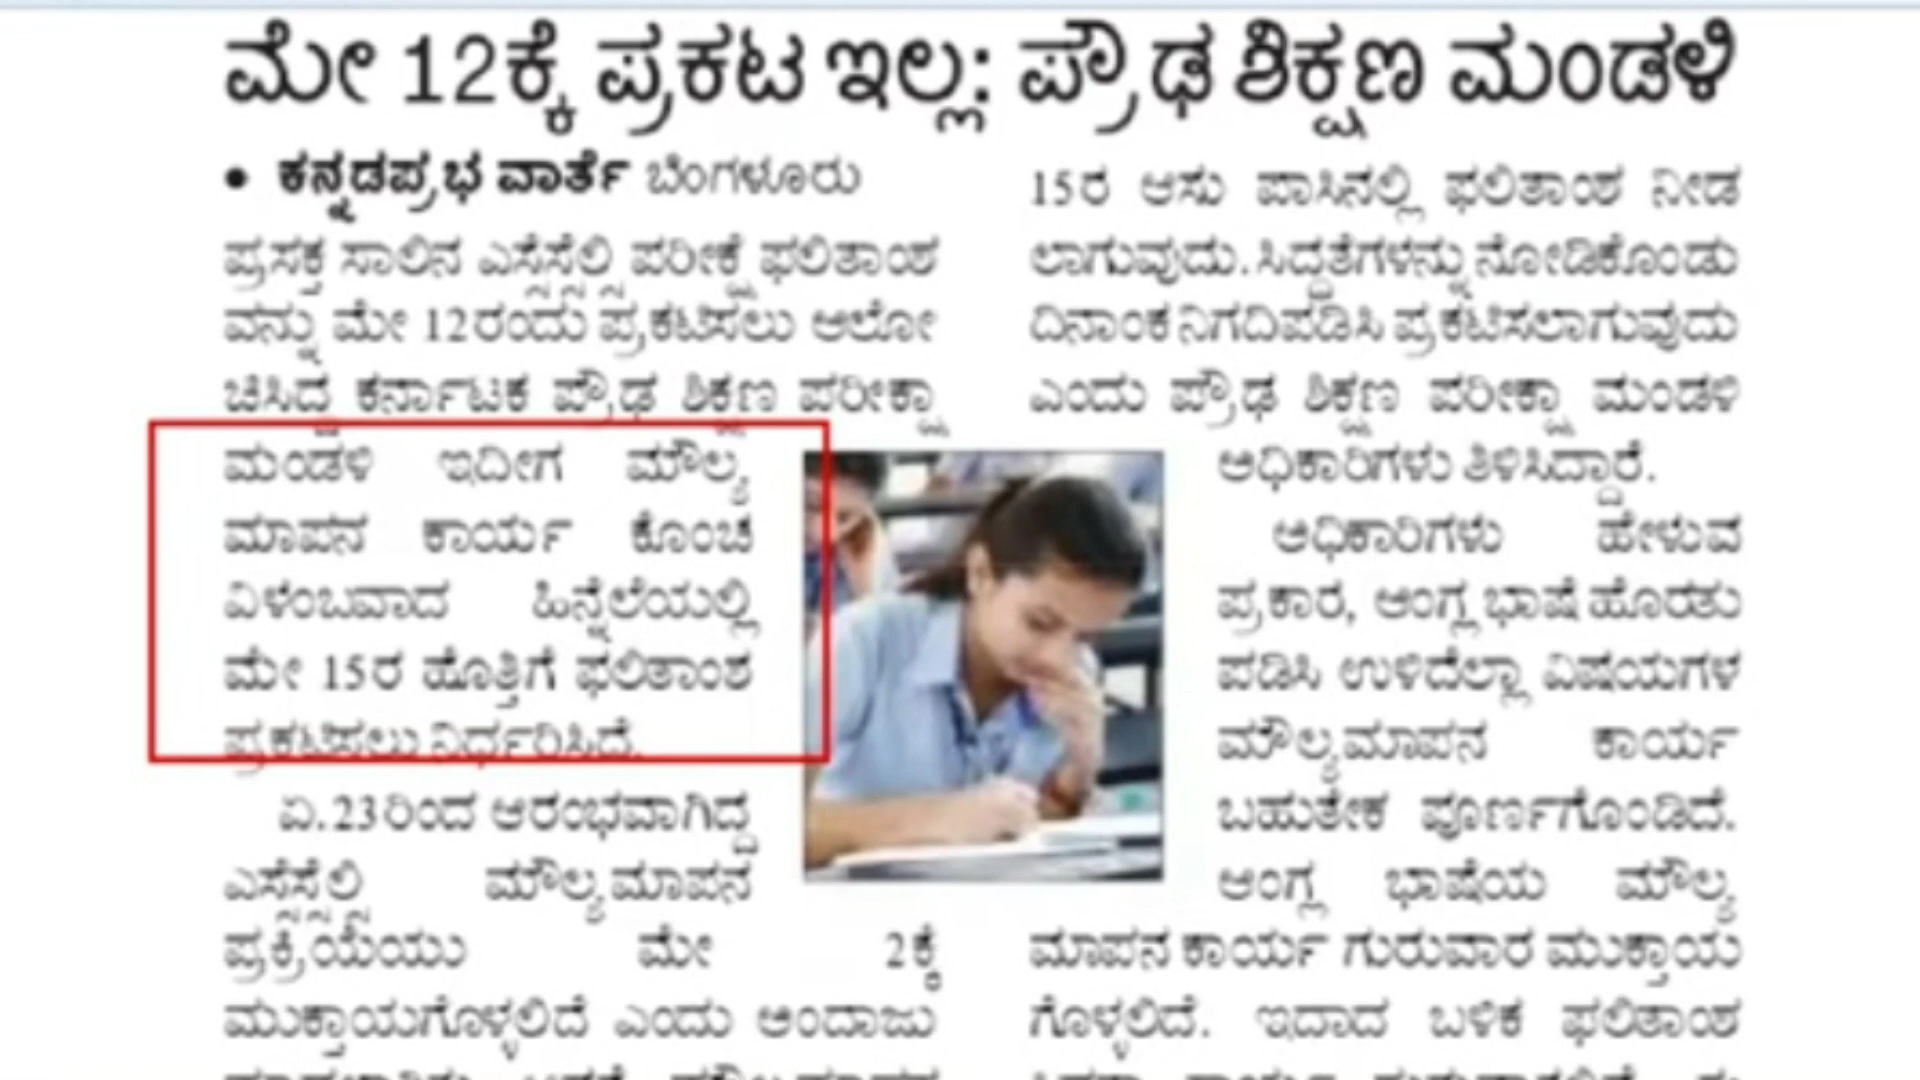 ಮೇ 12ಕ್ಕೆ ಪ್ರಕಟ ಇಲ್ಲ: ಪ್ರೌಢ ಶಿಕ್ಷಣ ಮಂಡಳಿ
• ಕನ್ನಡಪ್ರಭ ವಾರ್ತೆ ಬೆಂಗಳೂರು
ಪ್ರಸಕ್ತ ಸಾಲಿನ ಎಸ್ಸೆಸ್ಸೆಲ್ಸಿ ಪರೀಕ್ಷೆ ಫಲಿತಾಂಶ
ವನ್ನು ಮೇ 12ರಂದು ಪ್ರಕಟಿಸಲು ಆಲೋ
ಚಿಸಿದ್ದ ಕರ್ನಾಟಕ ಪ್ರೌಢ ಶಿಕ್ಷಣ ಪರೀಕ್ಷಾ
ಮಂಡಳಿ ಇದೀಗ ಮೌಲ್ಯ
ಮಾಪನ ಕಾರ್ಯ ಕೊಂಚ
ವಿಳಂಬವಾದ ಹಿನ್ನೆಲೆಯಲ್ಲಿ
ಮೇ 15ರ ಹೊತ್ತಿಗೆ ಫಲಿತಾಂಶ
ಪ್ರಕಟಿಸಲು ನಿರ್ಧರಿಸಿದೆ.
ಏ.23ರಿಂದ ಆರಂಭವಾಗಿದ್ದ
ಎಸ್ಸೆಸ್ಸೆಲ್ಸಿ ಮೌಲ್ಯಮಾಪನ
ಪ್ರಕ್ರಿಯೆಯು ಮೇ 2ಕ್ಕೆ
ಮುಕ್ತಾಯಗೊಳ್ಳಲಿದೆ ಎಂದು ಅಂದಾಜು
15ರ ಆಸು ಪಾಸಿನಲ್ಲಿ ಫಲಿತಾಂಶ ನೀಡ
ಲಾಗುವುದು. ಸಿದ್ಧತೆಗಳನ್ನು ನೋಡಿಕೊಂಡು
ದಿನಾಂಕ ನಿಗದಿಪಡಿಸಿ ಪ್ರಕಟಿಸಲಾಗುವುದು
ಎಂದು ಪ್ರೌಢ ಶಿಕ್ಷಣ ಪರೀಕ್ಷಾ ಮಂಡಳಿ
ಅಧಿಕಾರಿಗಳು ತಿಳಿಸಿದ್ದಾರೆ.
ಅಧಿಕಾರಿಗಳು ಹೇಳುವ
ಪ್ರಕಾರ, ಆಂಗ್ಲ ಭಾಷೆ ಹೊರತು
ಪಡಿಸಿ ಉಳಿದೆಲ್ಲಾ ವಿಷಯಗಳ
ಮೌಲ್ಯಮಾಪನ ಕಾರ್ಯ
ಬಹುತೇಕ ಪೂರ್ಣಗೊಂಡಿದೆ.
ಆಂಗ್ಲ ಭಾಷೆಯ ಮೌಲ್ಯ
ಮಾಪನ ಕಾರ್ಯ ಗುರುವಾರ ಮುಕ್ತಾಯ
ಗೊಳ್ಳಲಿದೆ. ಇದಾದ ಬಳಿಕ ಫಲಿತಾಂಶ